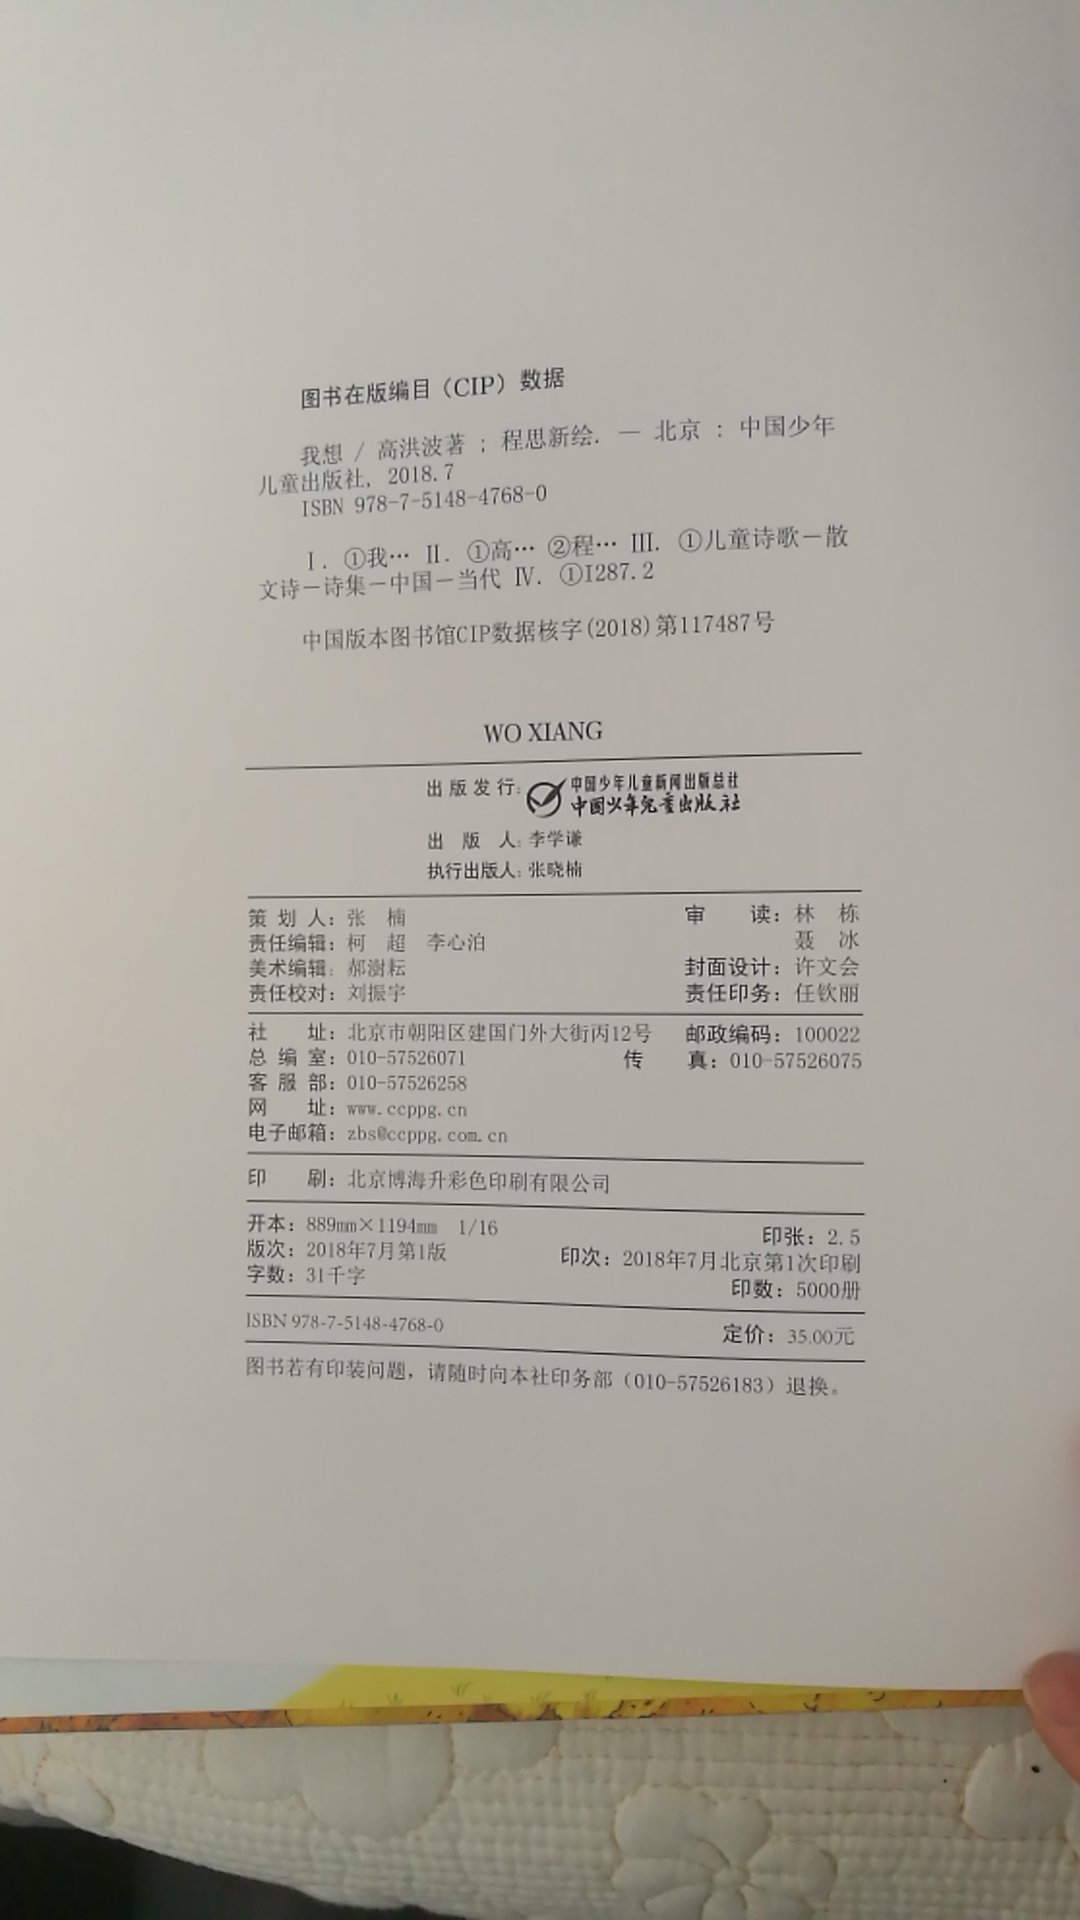 图书在版编目（CIP）数据
我想 / 高洪波著 ; 程思新绘. — 北京 : 中国少年
儿童出版社, 2018.7
ISBN 978-7-5148-4768-0
Ⅰ. ①我… Ⅱ. ①高… ②程… Ⅲ. ①儿童诗歌－散
文诗－诗集－中国－当代 Ⅳ. ①I287.2
中国版本图书馆CIP数据核字(2018)第117487号
WO XIANG
出版发行: 中国少年儿童新闻出版总社
中国少年儿童出版社
出 版 人: 李学谦
执行出版人: 张晓楠
策 划 人: 张 楠 审 读: 林 栋
责任编辑: 柯 超 李心泊 聂 冰
美术编辑: 郝澍耘 封面设计: 许文会
责任校对: 刘振宇 责任印务: 任钦丽
社 址: 北京市朝阳区建国门外大街丙12号 邮政编码: 100022
总 编 室: 010-57526071 传 真: 010-57526075
客 服 部: 010-57526258
网 址: www.ccppg.cn
电子邮箱: zbs@ccppg.com.cn
印 刷: 北京博海升彩色印刷有限公司
开本: 889mm×1194mm 1/16 印张: 2.5
版次: 2018年7月第1版 印次: 2018年7月北京第1次印刷
字数: 31千字 印数: 5000册
ISBN 978-7-5148-4768-0 定价: 35.00元
图书若有印装问题，请随时向本社印务部（010-57526183）退换。